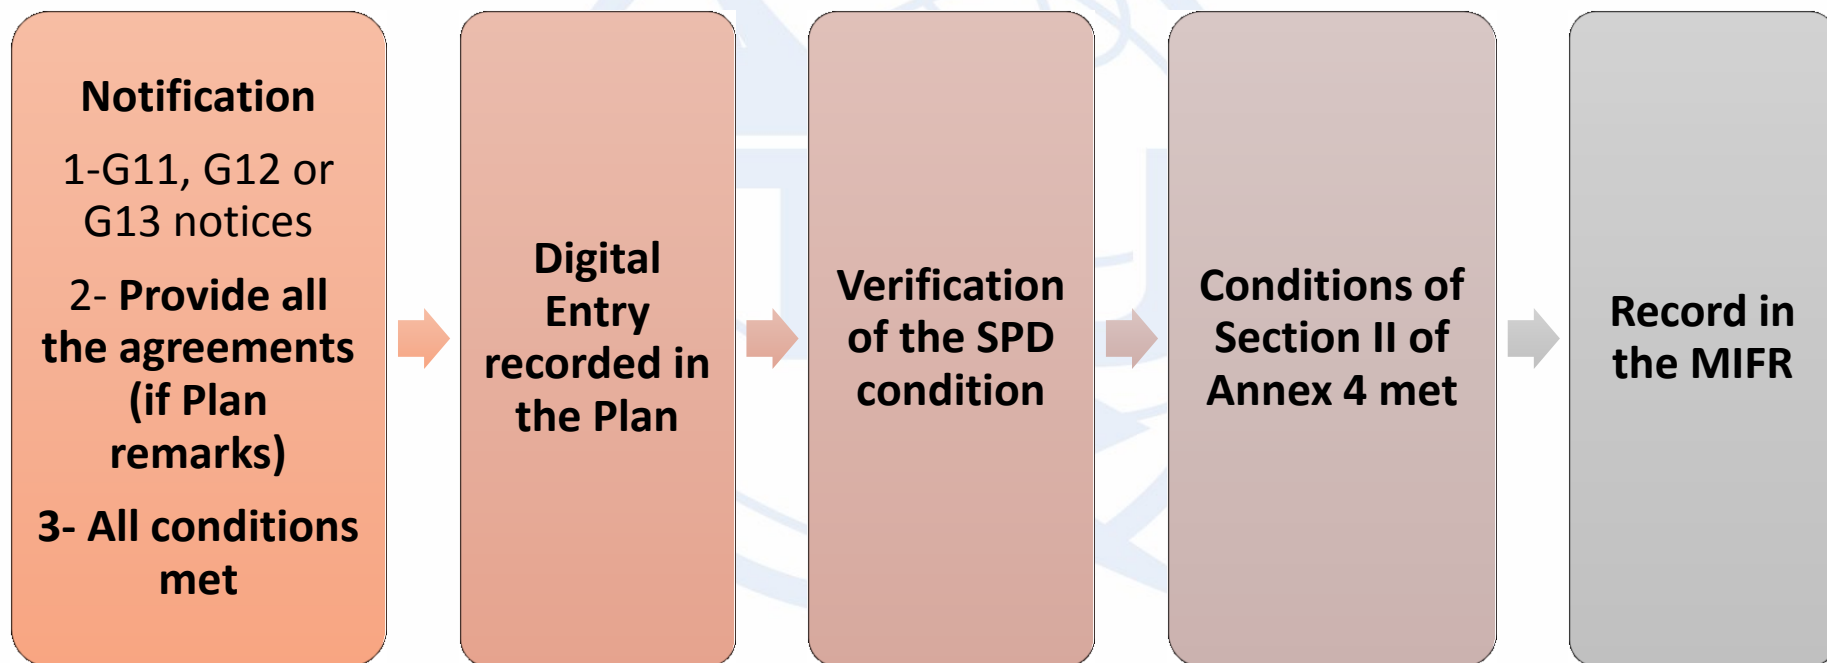 Notification
1-G11, G12 or
G13 notices
2- Provide all
the agreements
(if Plan
remarks)
3- All conditions
met
Digital
Entry
recorded in
the Plan
Verification
of the SPD
condition
Conditions of
Section II of
Annex 4 met
Record in
the MIFR